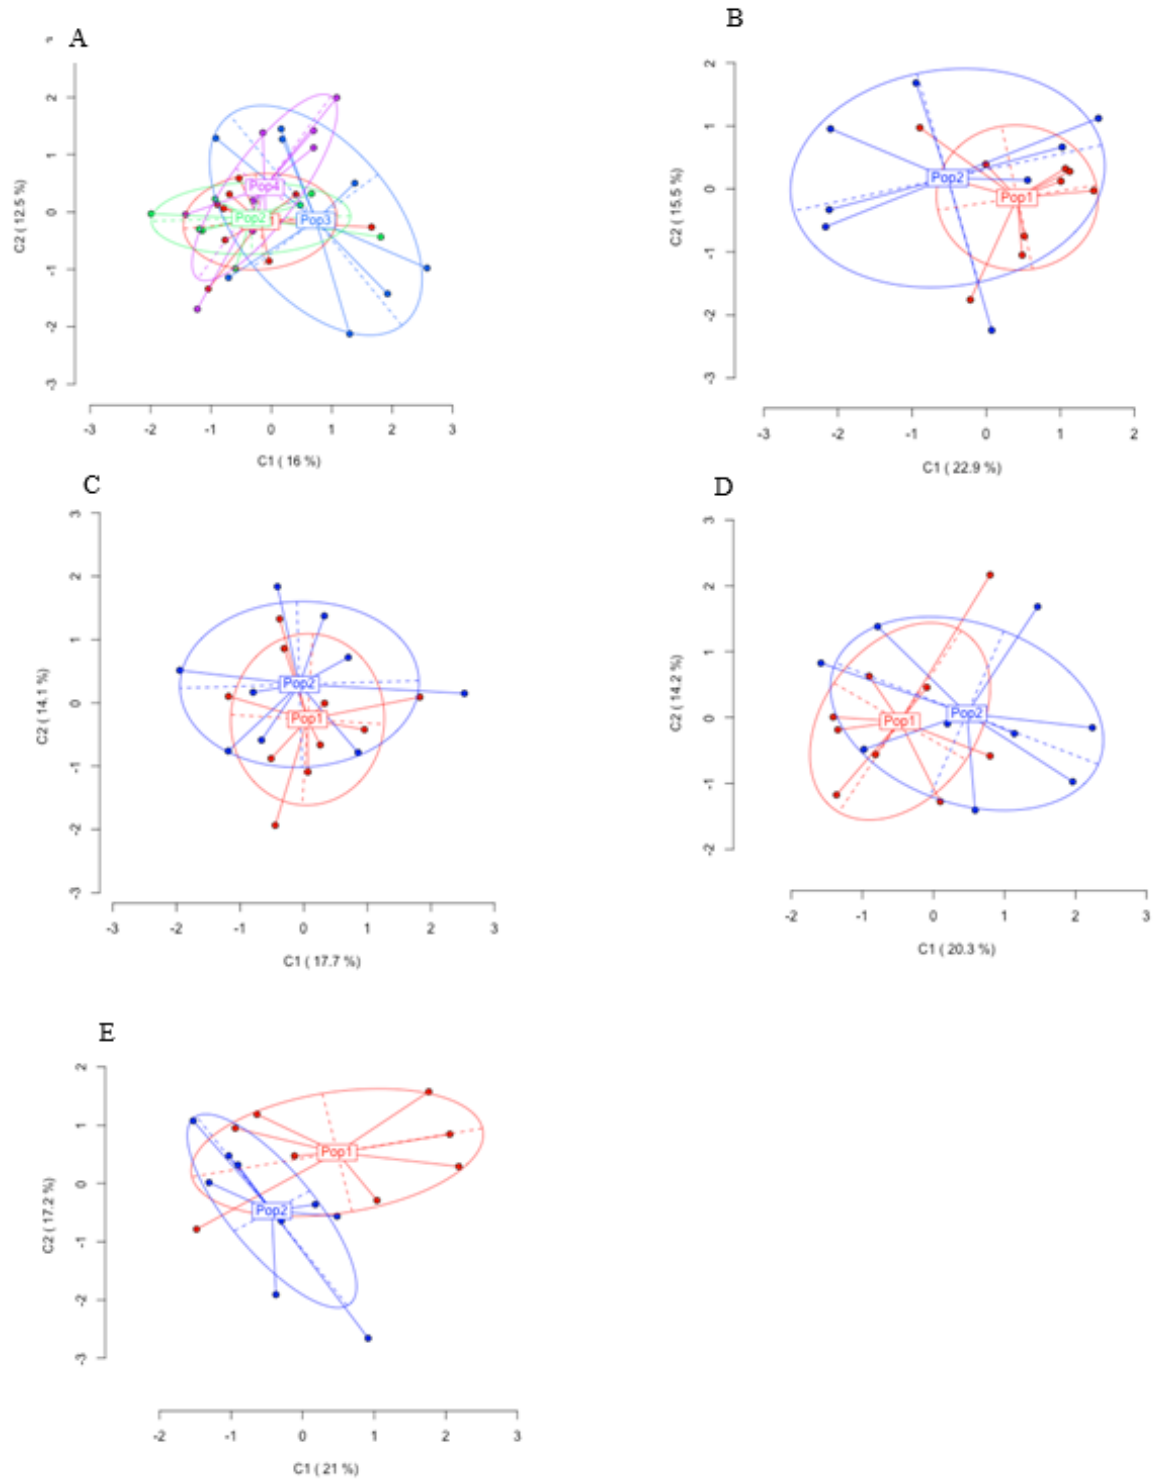 A
3
2
1
0
-1
-2
-3
C2 ( 12.5 %)
Pop4
Pop2
1
Pop3
-3 -2 -1 0 1 2 3
C1 ( 16 %)
B
2
1
0
-1
-2
-3
C2 ( 15.5 %)
Pop2
Pop1
-3 -2 -1 0 1 2
C1 ( 22.9 %)
C
3
2
1
0
-1
-2
-3
C2 ( 14.1 %)
Pop2
Pop1
-3 -2 -1 0 1 2 3
C1 ( 17.7 %)
D
3
2
1
0
-1
-2
C2 ( 14.2 %)
Pop1
Pop2
-2 -1 0 1 2 3
C1 ( 20.3 %)
E
2
1
0
-1
-2
-3
C2 ( 17.2 %)
Pop1
Pop2
-2 -1 0 1 2 3
C1 ( 21 %)